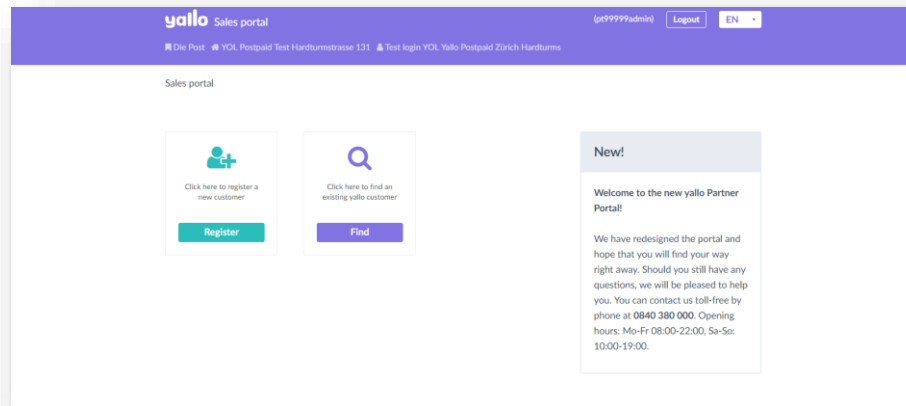 yallo Sales portal
(pt99999admin) Logout EN
Die Post YOL Postpaid Test Hardturmstrasse 131 Test login YOL Yallo Postpaid Zürich Hardturms
Sales portal
Click here to register a
new customer
Register
Click here to find an
existing yallo customer
Find
New!
Welcome to the new yallo Partner
Portal!
We have redesigned the portal and
hope that you will find your way
right away. Should you still have any
questions, we will be pleased to help
you. You can contact us toll-free by
phone at 0840 380 000. Opening
hours: Mo-Fr 08:00-22:00, Sa-So:
10:00-19:00.